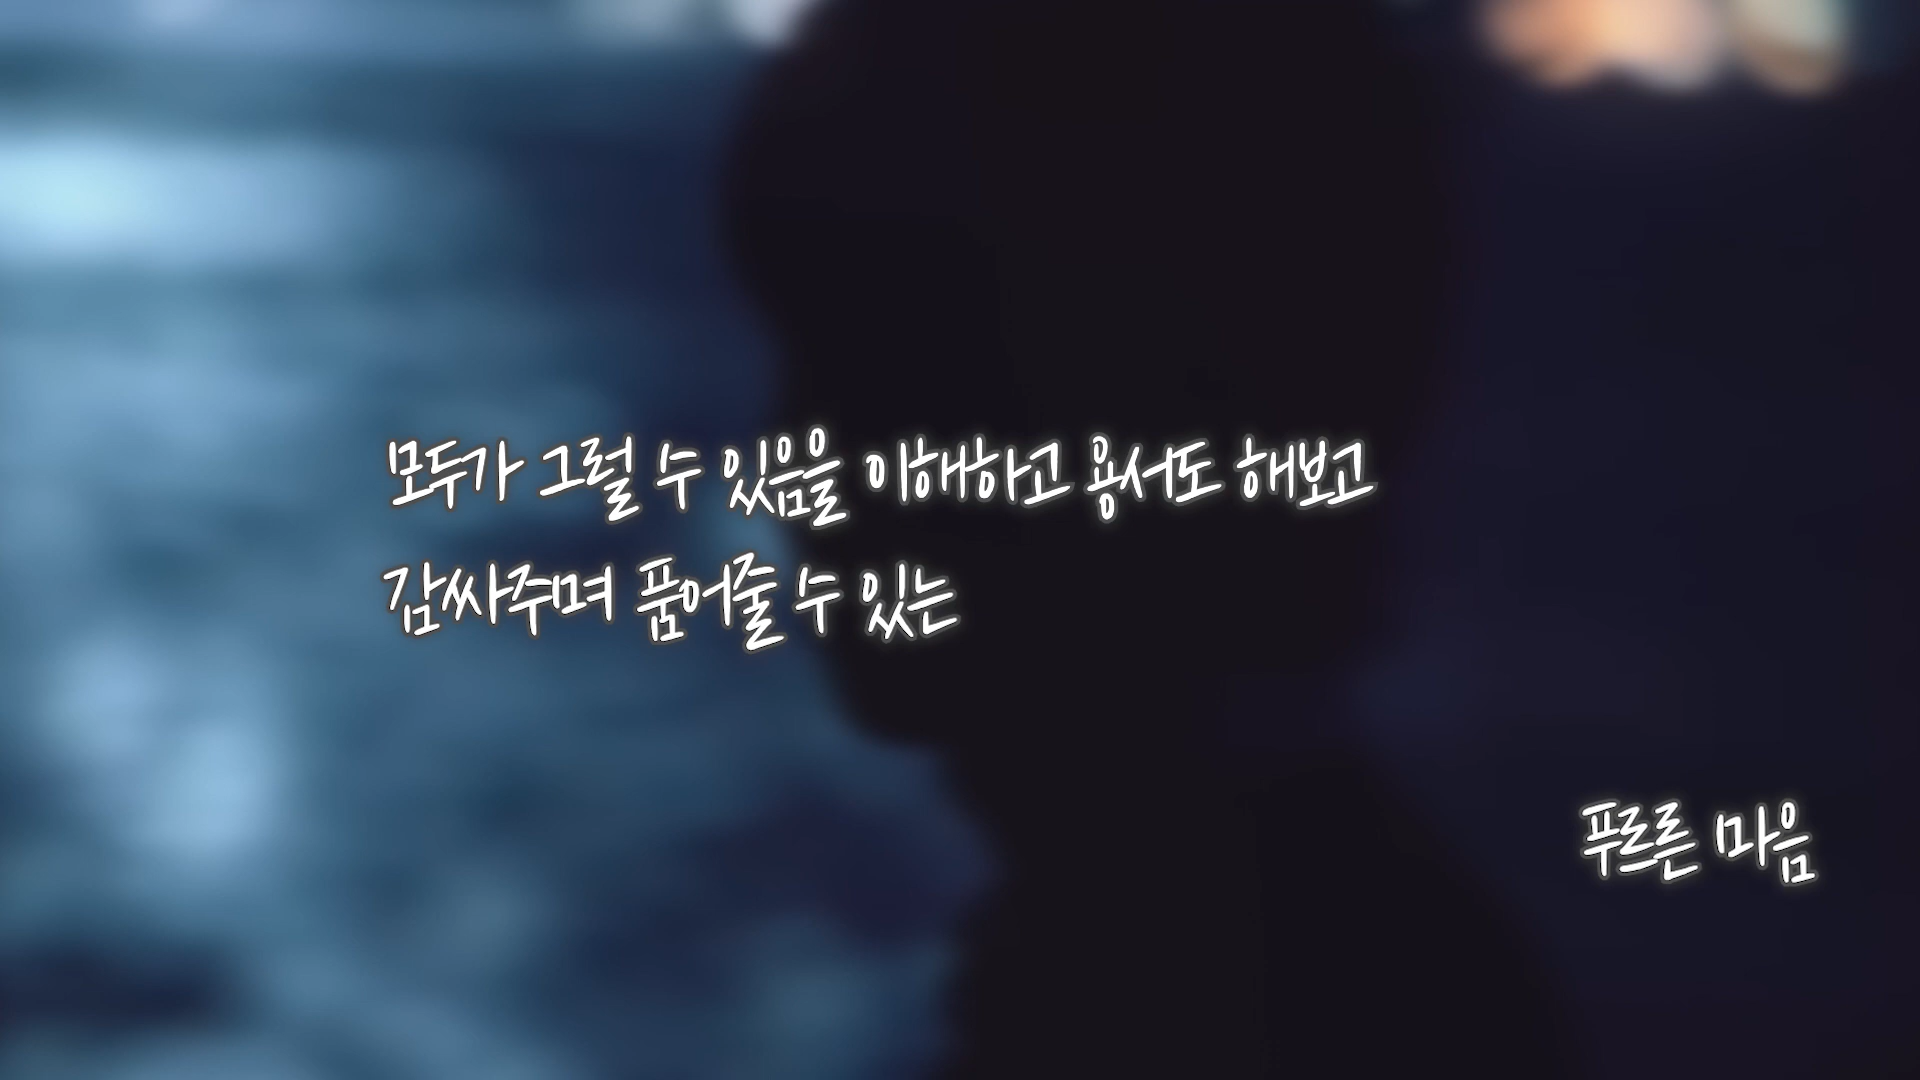 모두가 그럴 수 있음을 이해하고 용서도 해보고
감싸주며 품어줄 수 있는
푸르른 마음